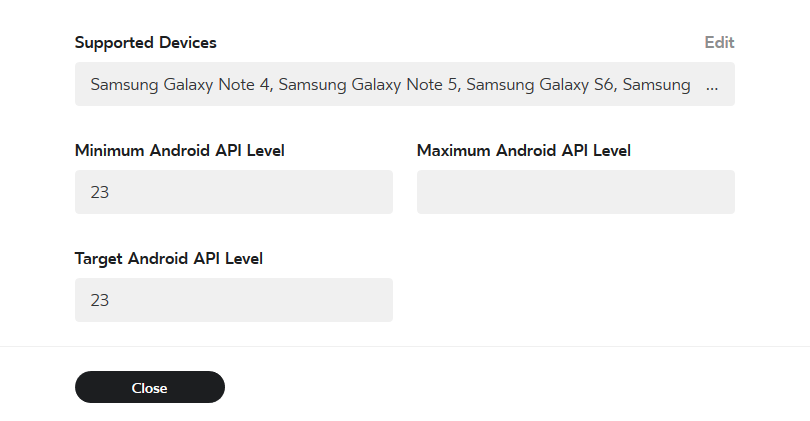 Supported Devices Edit
Samsung Galaxy Note 4, Samsung Galaxy Note 5, Samsung Galaxy S6, Samsung ...
Minimum Android API Level Maximum Android API Level
23
Target Android API Level
23
Close